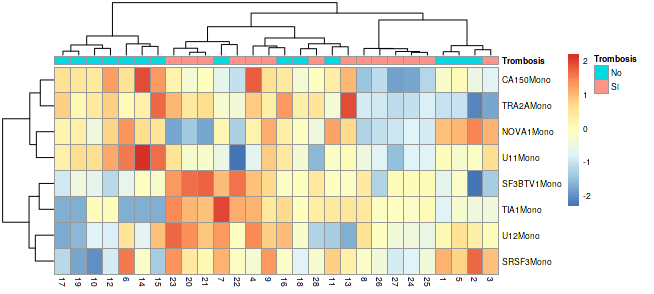 Trombosis
CA150Mono
TRA2AMono
NOVA1Mono
U11Mono
SF3BTV1Mono
TIA1Mono
U12Mono
SRSF3Mono
17 19 10 12 6 14 15 23 20 21 7 22 4 9 16 18 28 11 13 8 26 27 24 25 1 5 2 3
2
1
0
-1
-2
Trombosis
No
SI